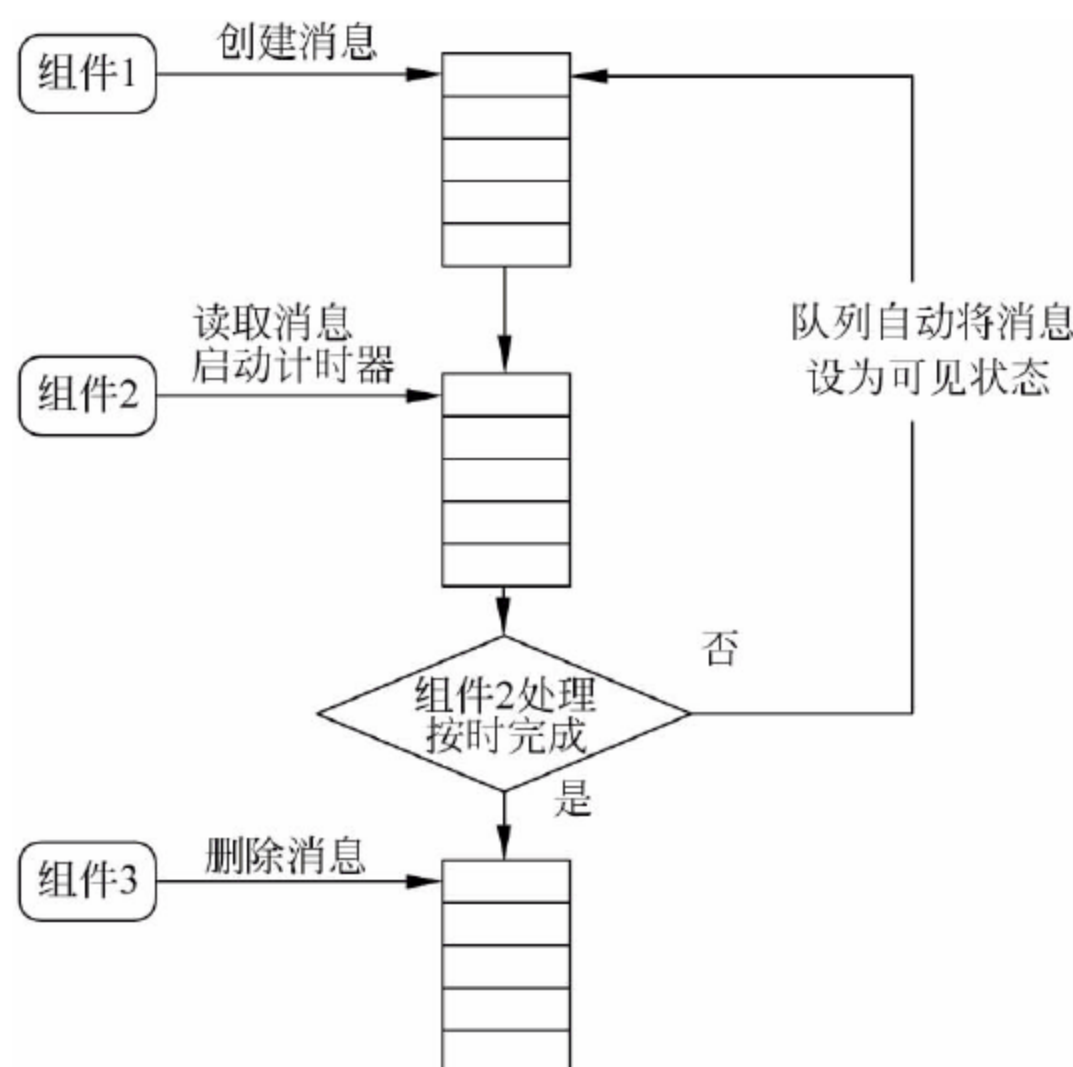 组件1
创建消息
读取消息
启动计时器
组件2
队列自动将消息
设为可见状态
否
组件2处理
按时完成
是
组件3
删除消息